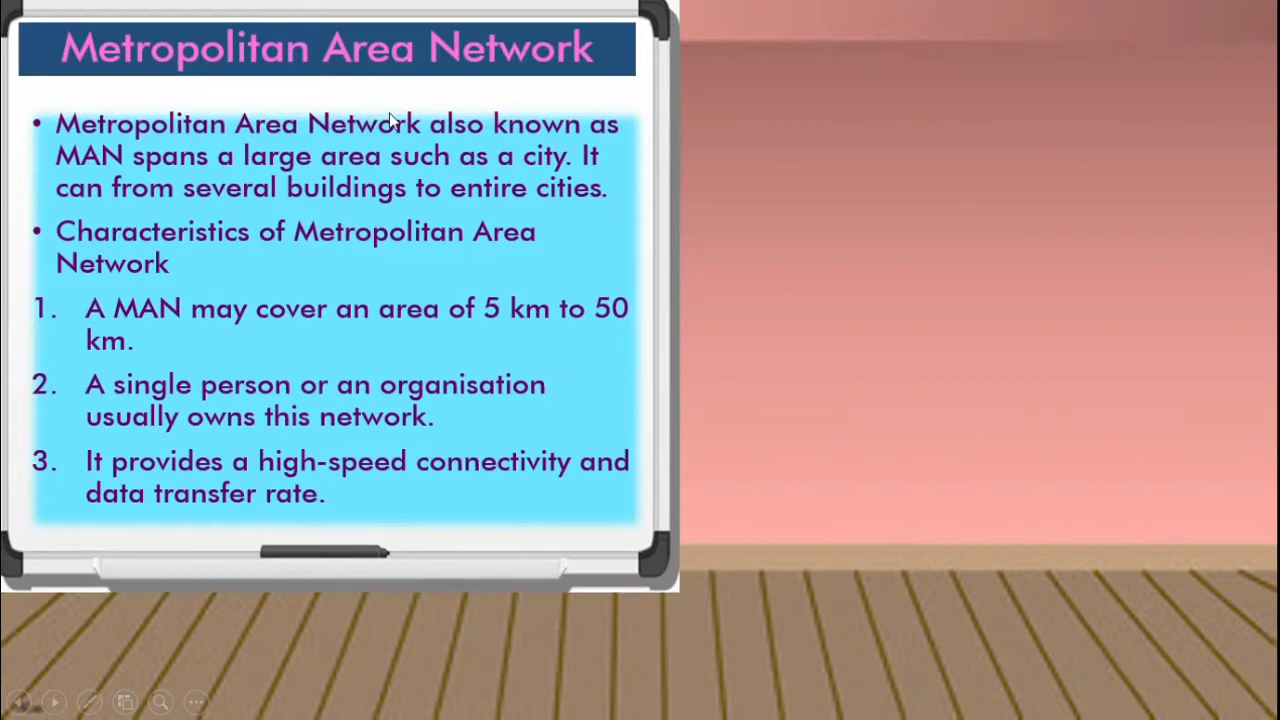 Metropolitan Area Network
• Metropolitan Area Network also known as
MAN spans a large area such as a city. It
can from several buildings to entire cities.
• Characteristics of Metropolitan Area
Network
1. A MAN may cover an area of 5 km to 50
km.
2. A single person or an organisation
usually owns this network.
3. It provides a high-speed connectivity and
data transfer rate.